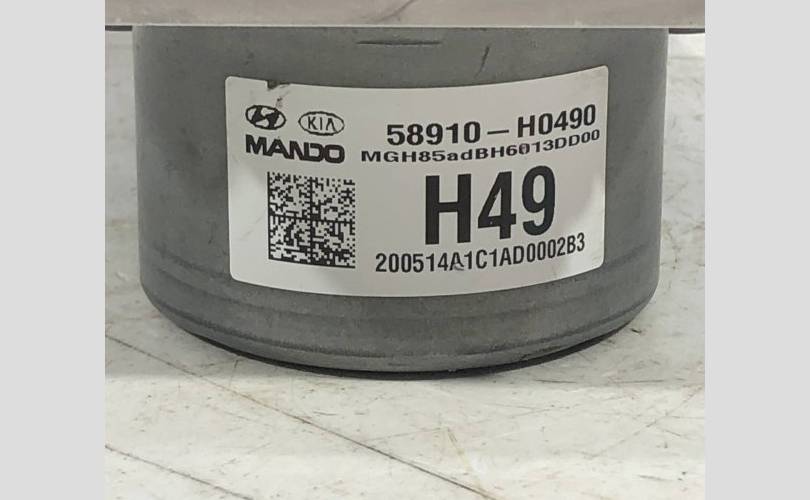 KIA
58910-H0490
MANDO
MGH85adBH6013DD00
H49
200514A1C1AD0002B3